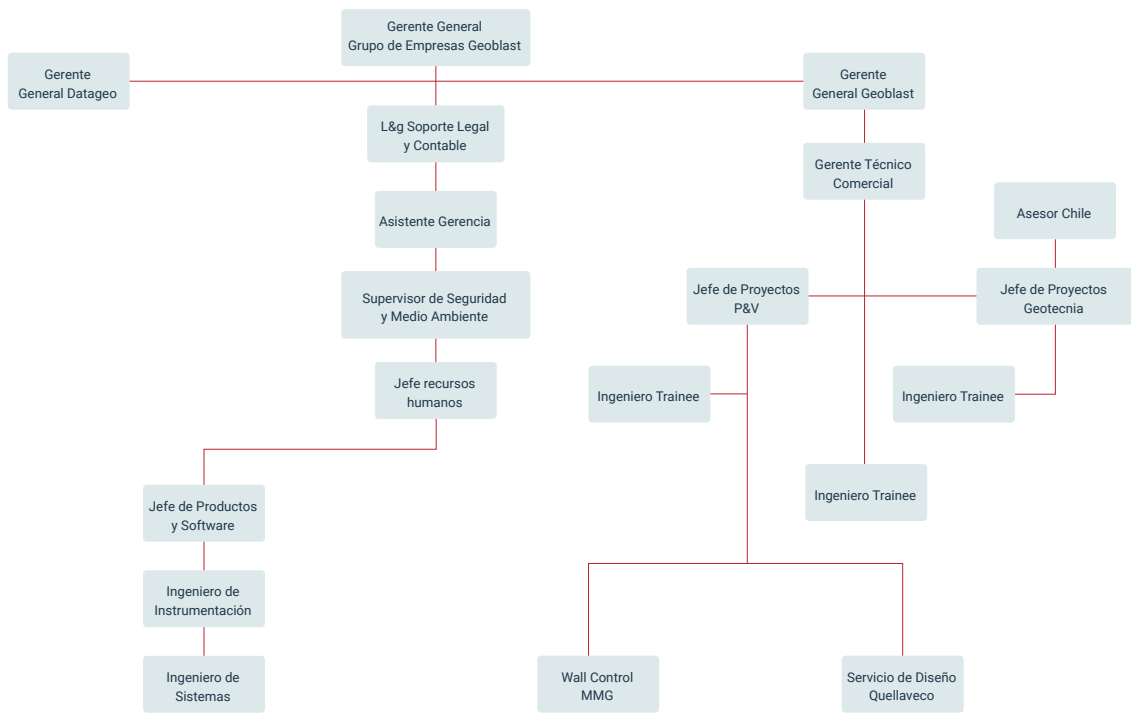 Gerente General
Grupo de Empresas Geoblast
Gerente
General Datageo
Gerente
General Geoblast
L&g Soporte Legal
y Contable
Gerente Técnico
Comercial
Asistente Gerencia
Asesor Chile
Supervisor de Seguridad
y Medio Ambiente
Jefe de Proyectos
P&V
Jefe de Proyectos
Geotecnia
Jefe recursos
humanos
Ingeniero Trainee
Ingeniero Trainee
Ingeniero Trainee
Jefe de Productos
y Software
Ingeniero de
Instrumentación
Ingeniero de
Sistemas
Wall Control
MMG
Servicio de Diseño
Quellaveco